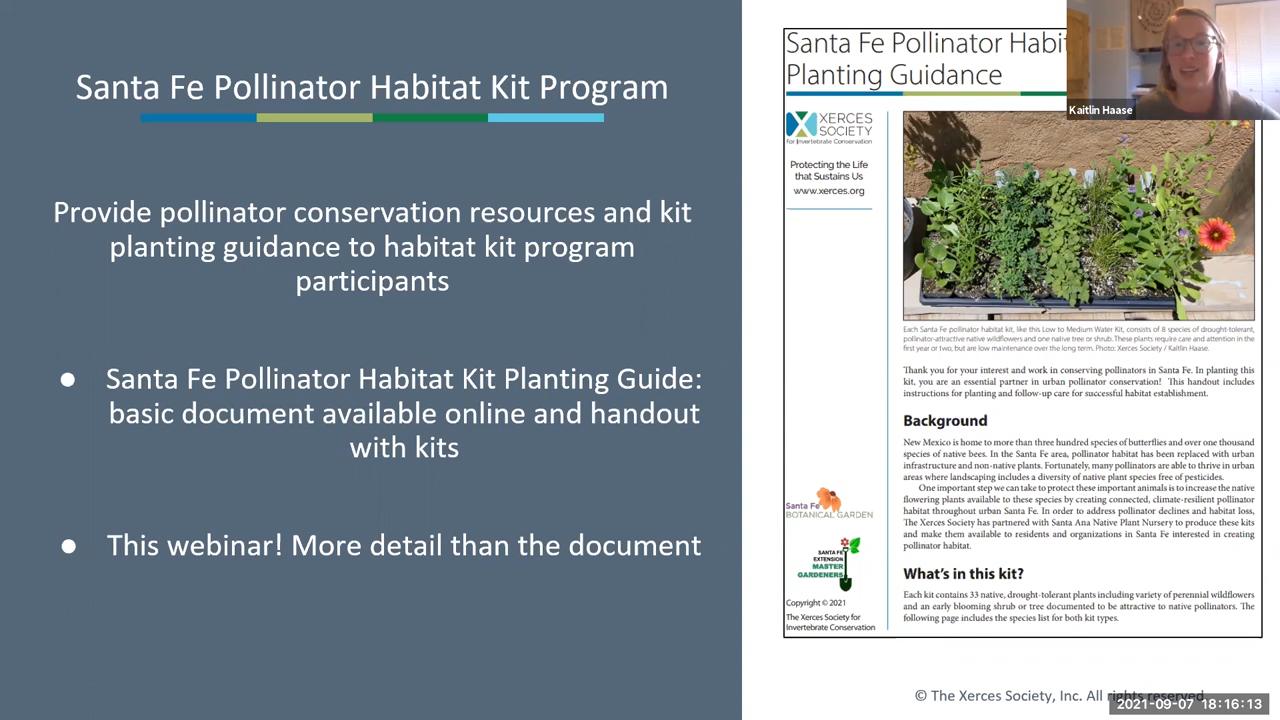 Santa Fe Pollinator Habitat Kit Program
Provide pollinator conservation resources and kit
planting guidance to habitat kit program
participants
● Santa Fe Pollinator Habitat Kit Planting Guide:
basic document available online and handout
with kits
● This webinar! More detail than the document
Santa Fe Pollinator Habit
Planting Guidance
Kaitlin Haase
XERCES
SOCIETY
for Invertebrate Conservation
Protecting the Life
that Sustains Us
www.xerces.org
Each Santa Fe pollinator habitat kit, like this Low to Medium Water Kit, consists of 8 species of drought-tolerant,
pollinator-attractive native wildflowers and one native tree or shrub. These plants require care and attention in the
first year or two, but are low maintenance over the long term. Photo: Xerces Society / Kaitlin Haase.
Thank you for your interest and work in conserving pollinators in Santa Fe. In planting this
kit, you are an essential partner in urban pollinator conservation! This handout includes
instructions for planting and follow-up care for successful habitat establishment.
Background
New Mexico is home to more than three hundred species of butterflies and over one thousand
species of native bees. In the Santa Fe area, pollinator habitat has been replaced with urban
infrastructure and non-native plants. Fortunately, many pollinators are able to thrive in urban
areas where landscaping includes a diversity of native plant species free of pesticides.
One important step we can take to protect these important animals is to increase the native
flowering plants available to these species by creating connected, climate-resilient pollinator
habitat throughout urban Santa Fe. In order to address pollinator declines and habitat loss,
The Xerces Society has partnered with Santa Ana Native Plant Nursery to produce these kits
and make them available to residents and organizations in Santa Fe interested in creating
pollinator habitat.
What's in this kit?
Each kit contains 33 native, drought-tolerant plants including variety of perennial wildflowers
and an early blooming shrub or tree documented to be attractive to native pollinators. The
following page includes the species list for both kit types.
Santa Fe
BOTANICAL GARDEN
SANTA FE
EXTENSION
MASTER
GARDENERS
Copyright © 2021
The Xerces Society for
Invertebrate Conservation
© The Xerces Society, Inc. All rights reserved
2021-09-07 18:16:13